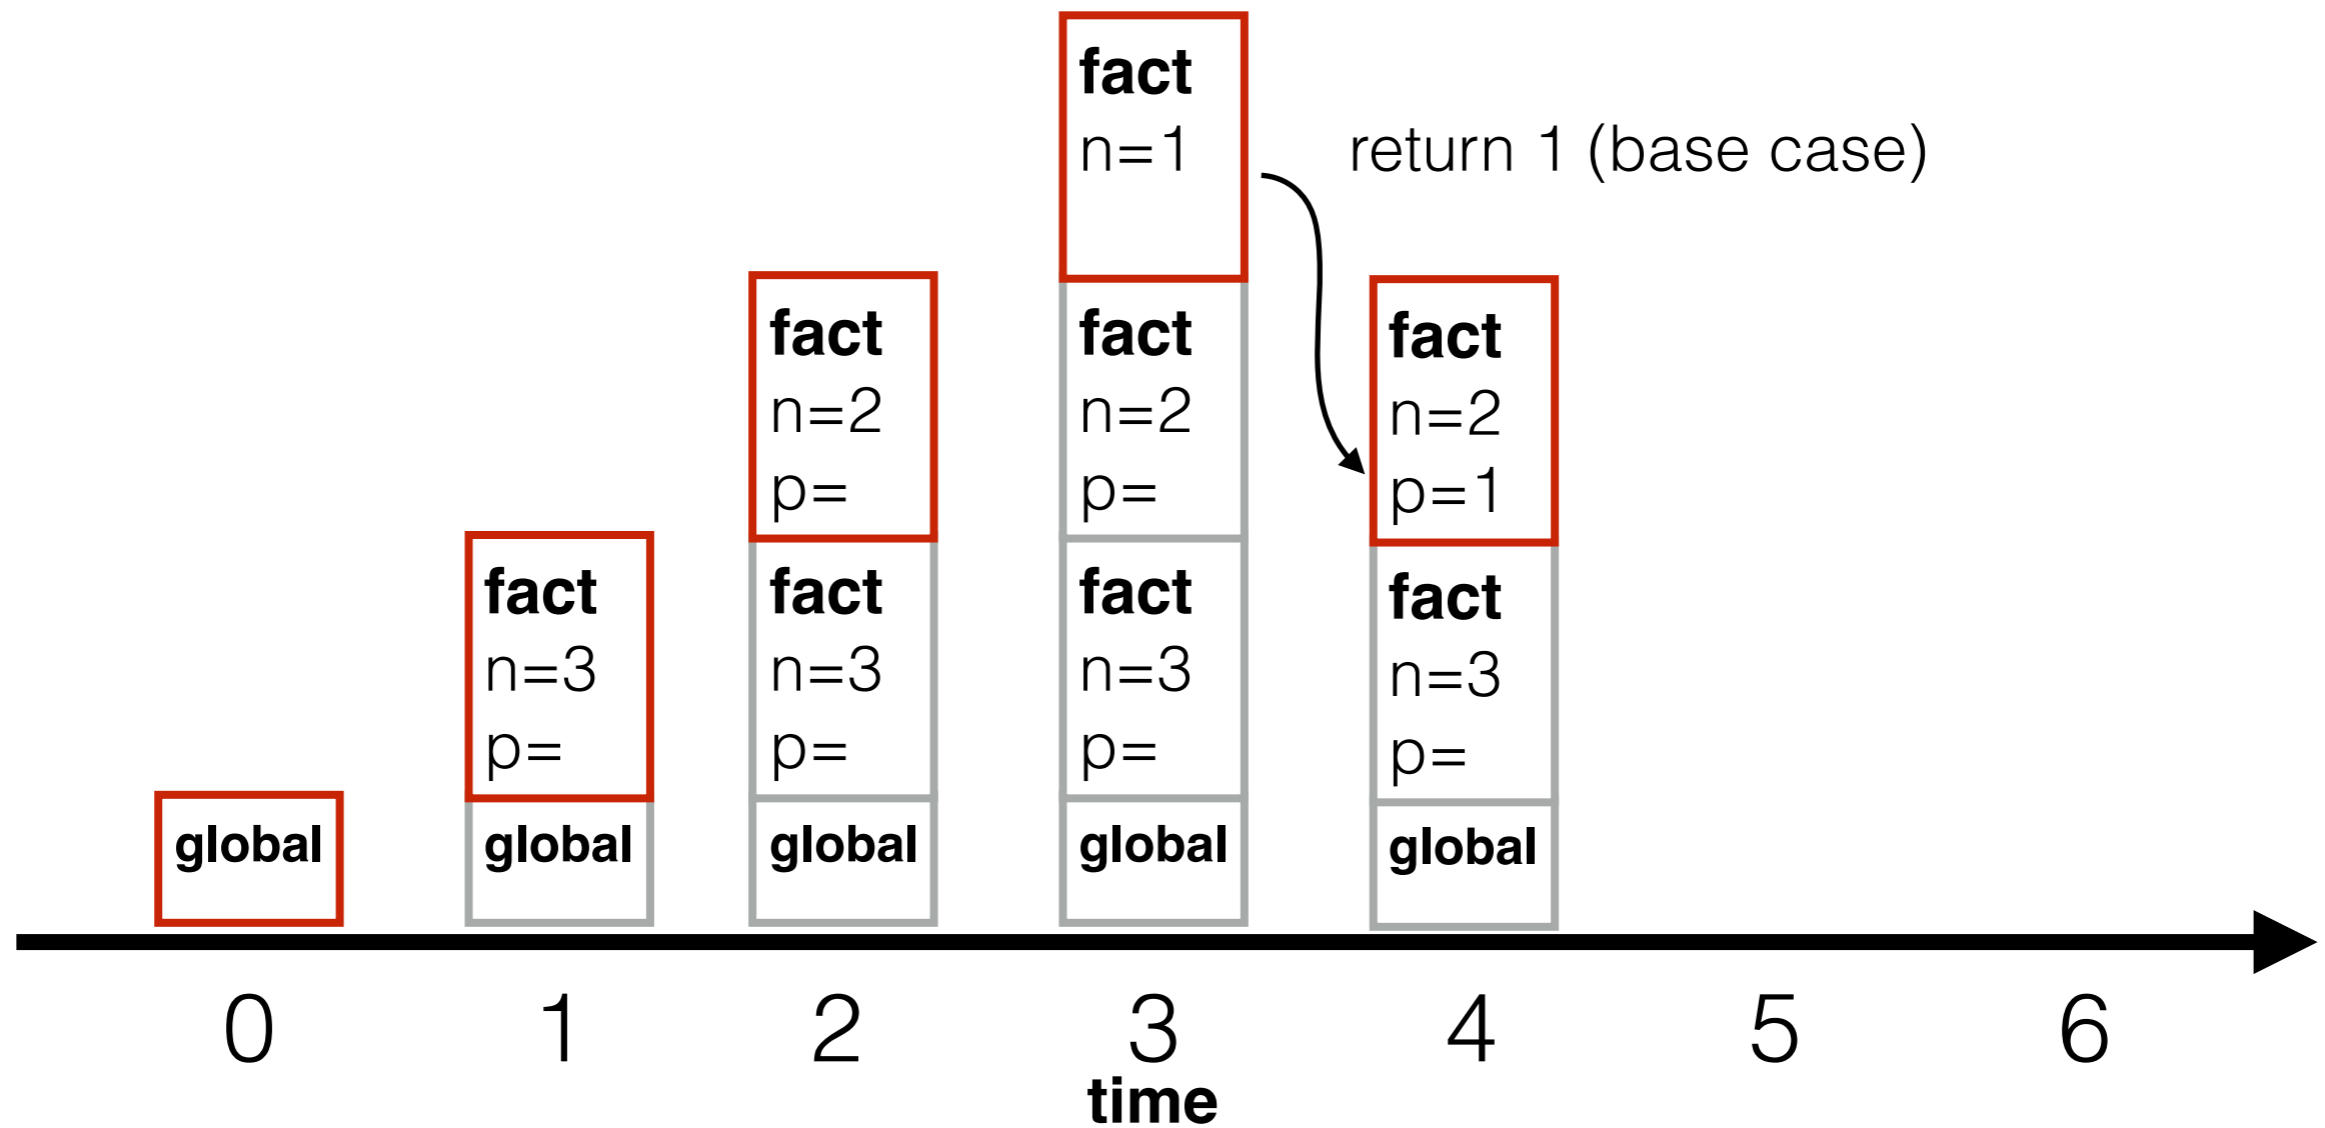 fact
n=1
return 1 (base case)
fact
n=2
p=
fact
n=2
p=
fact
n=2
p=1
fact
n=3
p=
fact
n=3
p=
fact
n=3
p=
fact
n=3
p=
global
global
global
global
global
0 1 2 3 4 5 6
time